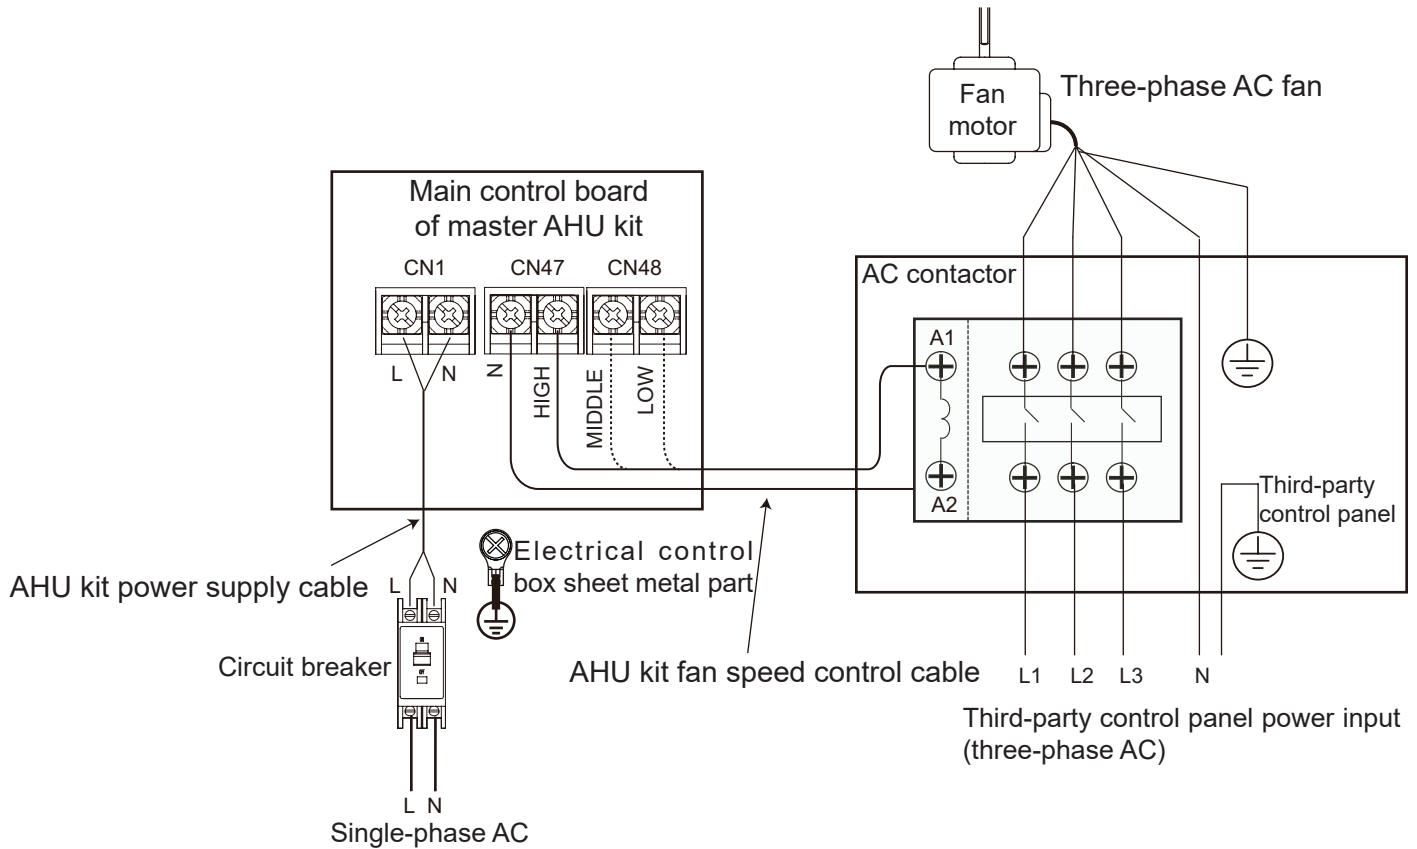 Fan
motor
Three-phase AC fan
Main control board
of master AHU kit
CN1
CN47
CN48
L
N
N
HIGH
MIDDLE
LOW
AC contactor
A1
A2
Third-party
control panel
Electrical control
box sheet metal part
AHU kit power supply cable
L
N
Circuit breaker
AHU kit fan speed control cable
L1
L2
L3
N
Third-party control panel power input
(three-phase AC)
L
N
Single-phase AC